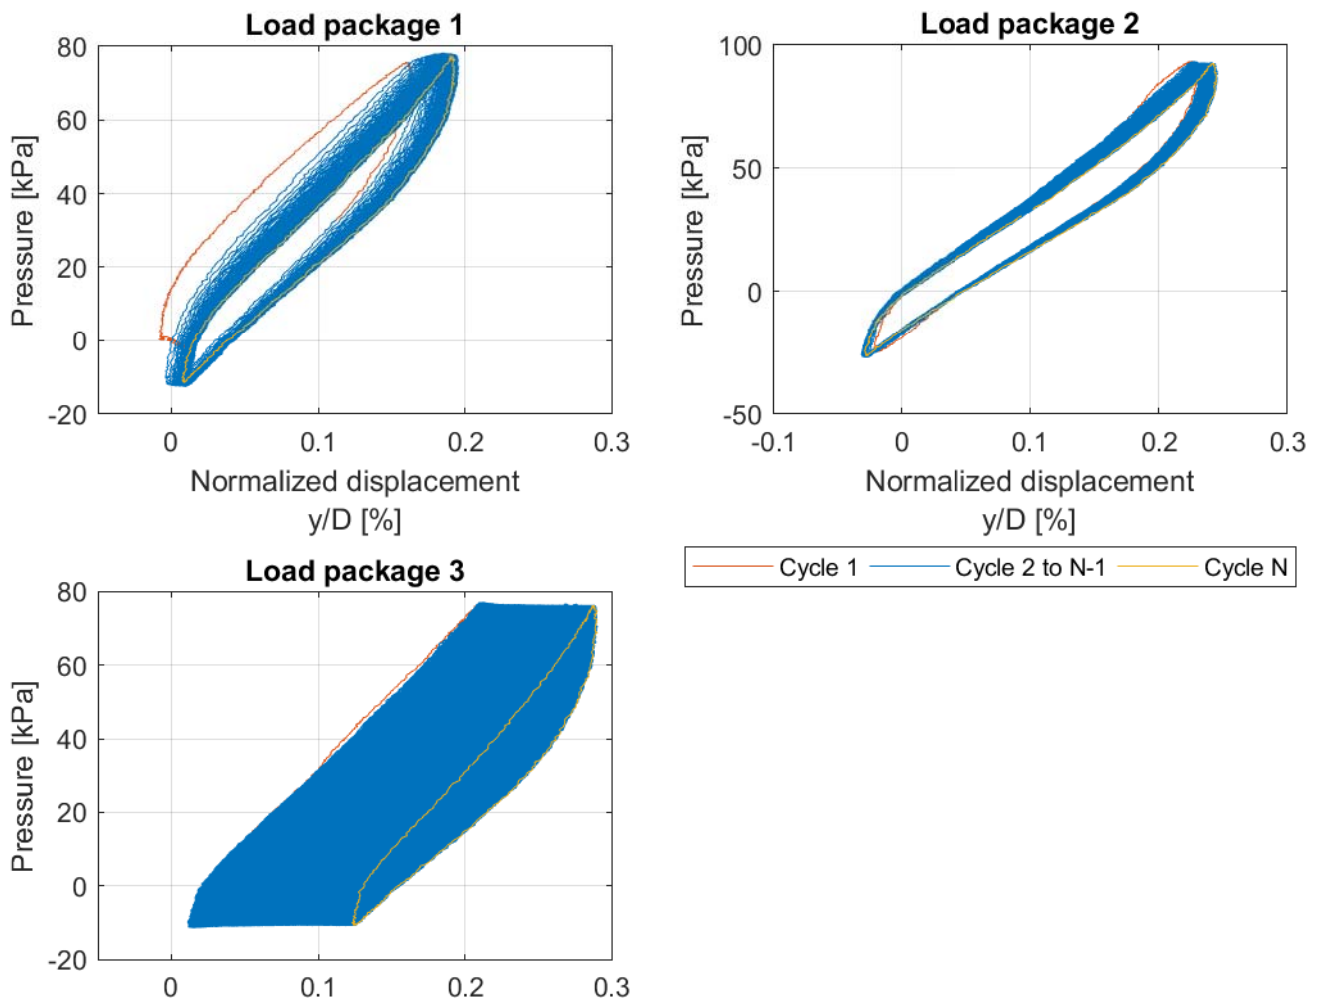 Load package 1
80
60
40
20
0
-20
Pressure [kPa]
0
0.1
0.2
0.3
Normalized displacement
y/D [%]
Load package 2
100
50
0
-50
Pressure [kPa]
-0.1
0
0.1
0.2
0.3
Normalized displacement
y/D [%]
Load package 3
80
60
40
20
0
-20
Pressure [kPa]
0
0.1
0.2
0.3
Cycle 1
Cycle 2 to N-1
Cycle N